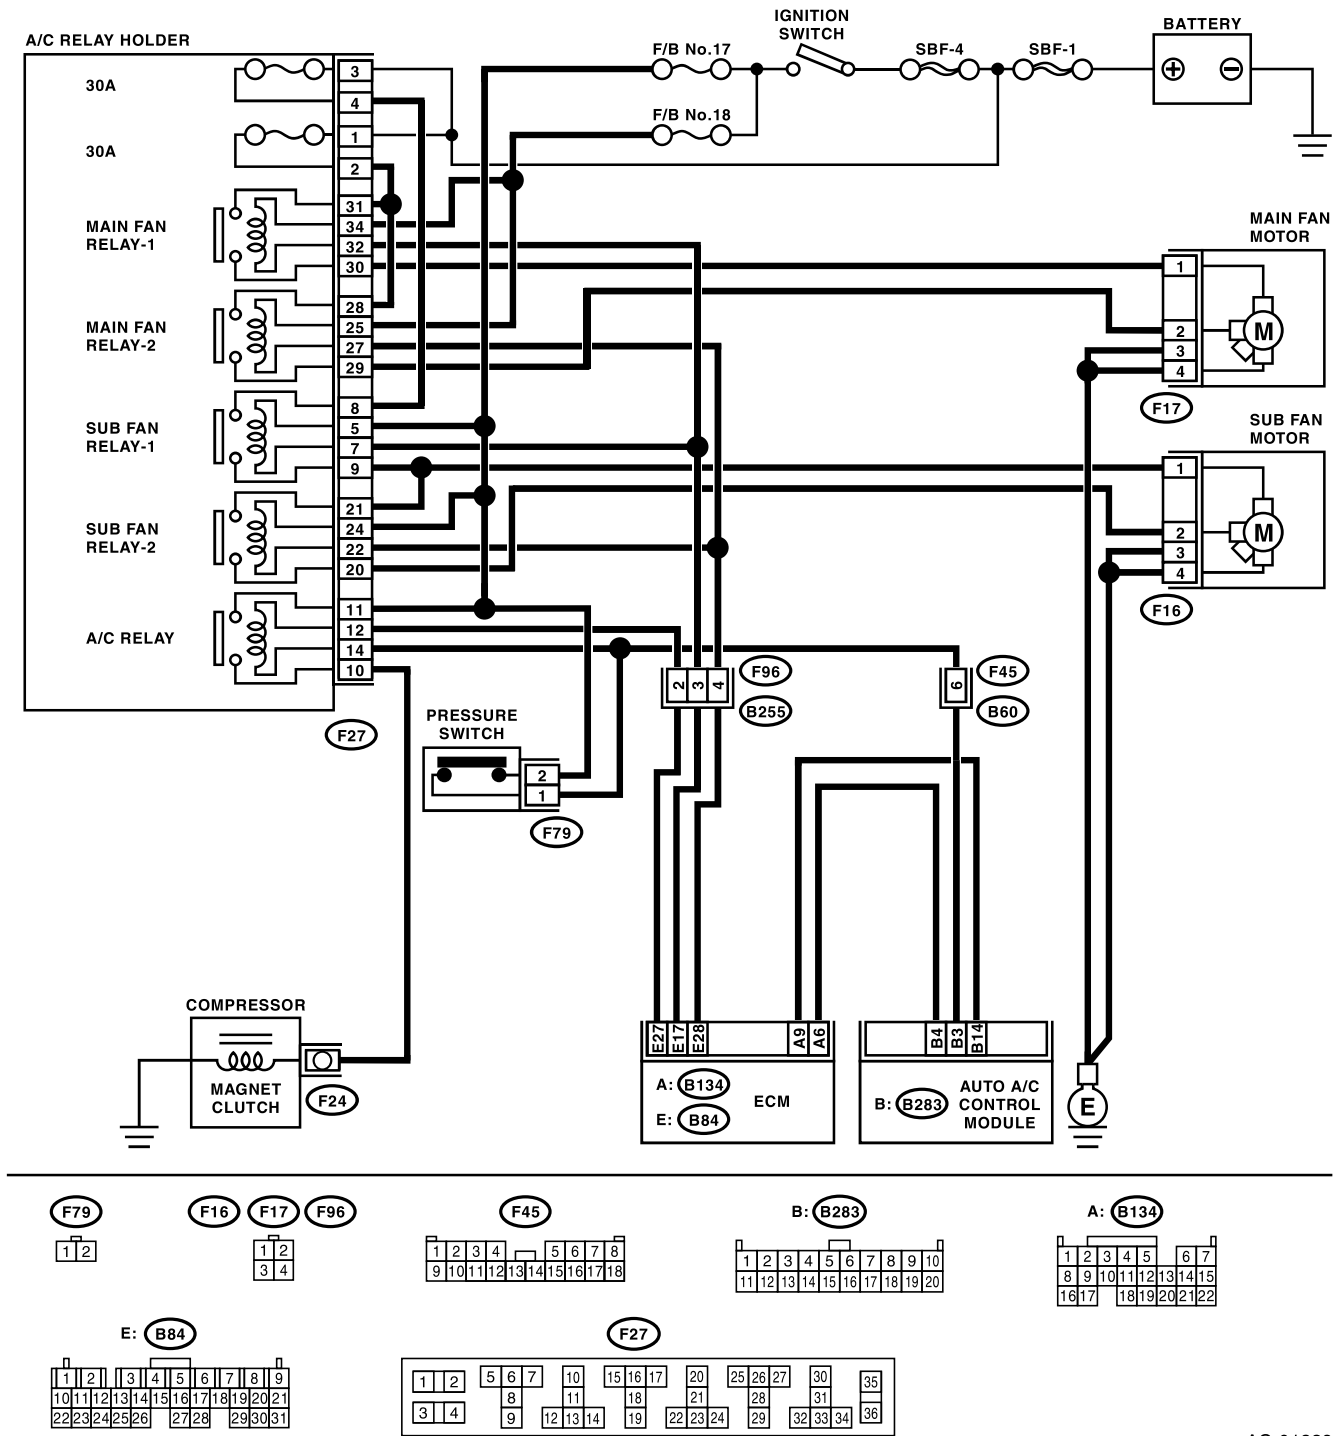 A/C RELAY HOLDER
IGNITION
SWITCH
BATTERY
F/B No.17
SBF-4
SBF-1
F/B No.18
30A
30A
3
4
1
2
MAIN FAN
RELAY-1
31
34
32
30
MAIN FAN
RELAY-2
28
25
27
29
SUB FAN
RELAY-1
8
5
7
9
SUB FAN
RELAY-2
21
24
22
20
A/C RELAY
11
12
14
10
F27
MAIN FAN
MOTOR
1
2
3
4
M
F17
SUB FAN
MOTOR
1
2
3
4
M
F16
2 3 4
F96
B255
6
F45
B60
PRESSURE
SWITCH
2
1
F79
COMPRESSOR
MAGNET
CLUTCH
F24
E27 E17 E28 A9 A6
A: B134
E: B84
ECM
B4 B3 B14
B: B283
AUTO A/C
CONTROL
MODULE
E
F79
1 2
F16 F17 F96
1 2
3 4
F45
1 2 3 4 5 6 7 8
9 10 11 12 13 14 15 16 17 18
B: B283
1 2 3 4 5 6 7 8 9 10
11 12 13 14 15 16 17 18 19 20
A: B134
1 2 3 4 5 6 7
8 9 10 11 12 13 14 15
16 17 18 19 20 21 22
E: B84
1 2 3 4 5 6 7 8 9
10 11 12 13 14 15 16 17 18 19 20 21
22 23 24 25 26 27 28 29 30 31
F27
1 2 5 6 7 10 15 16 17 20 25 26 27 30 35
8 11 18 21 28 31
3 4 9 12 13 14 19 22 23 24 29 32 33 34 36